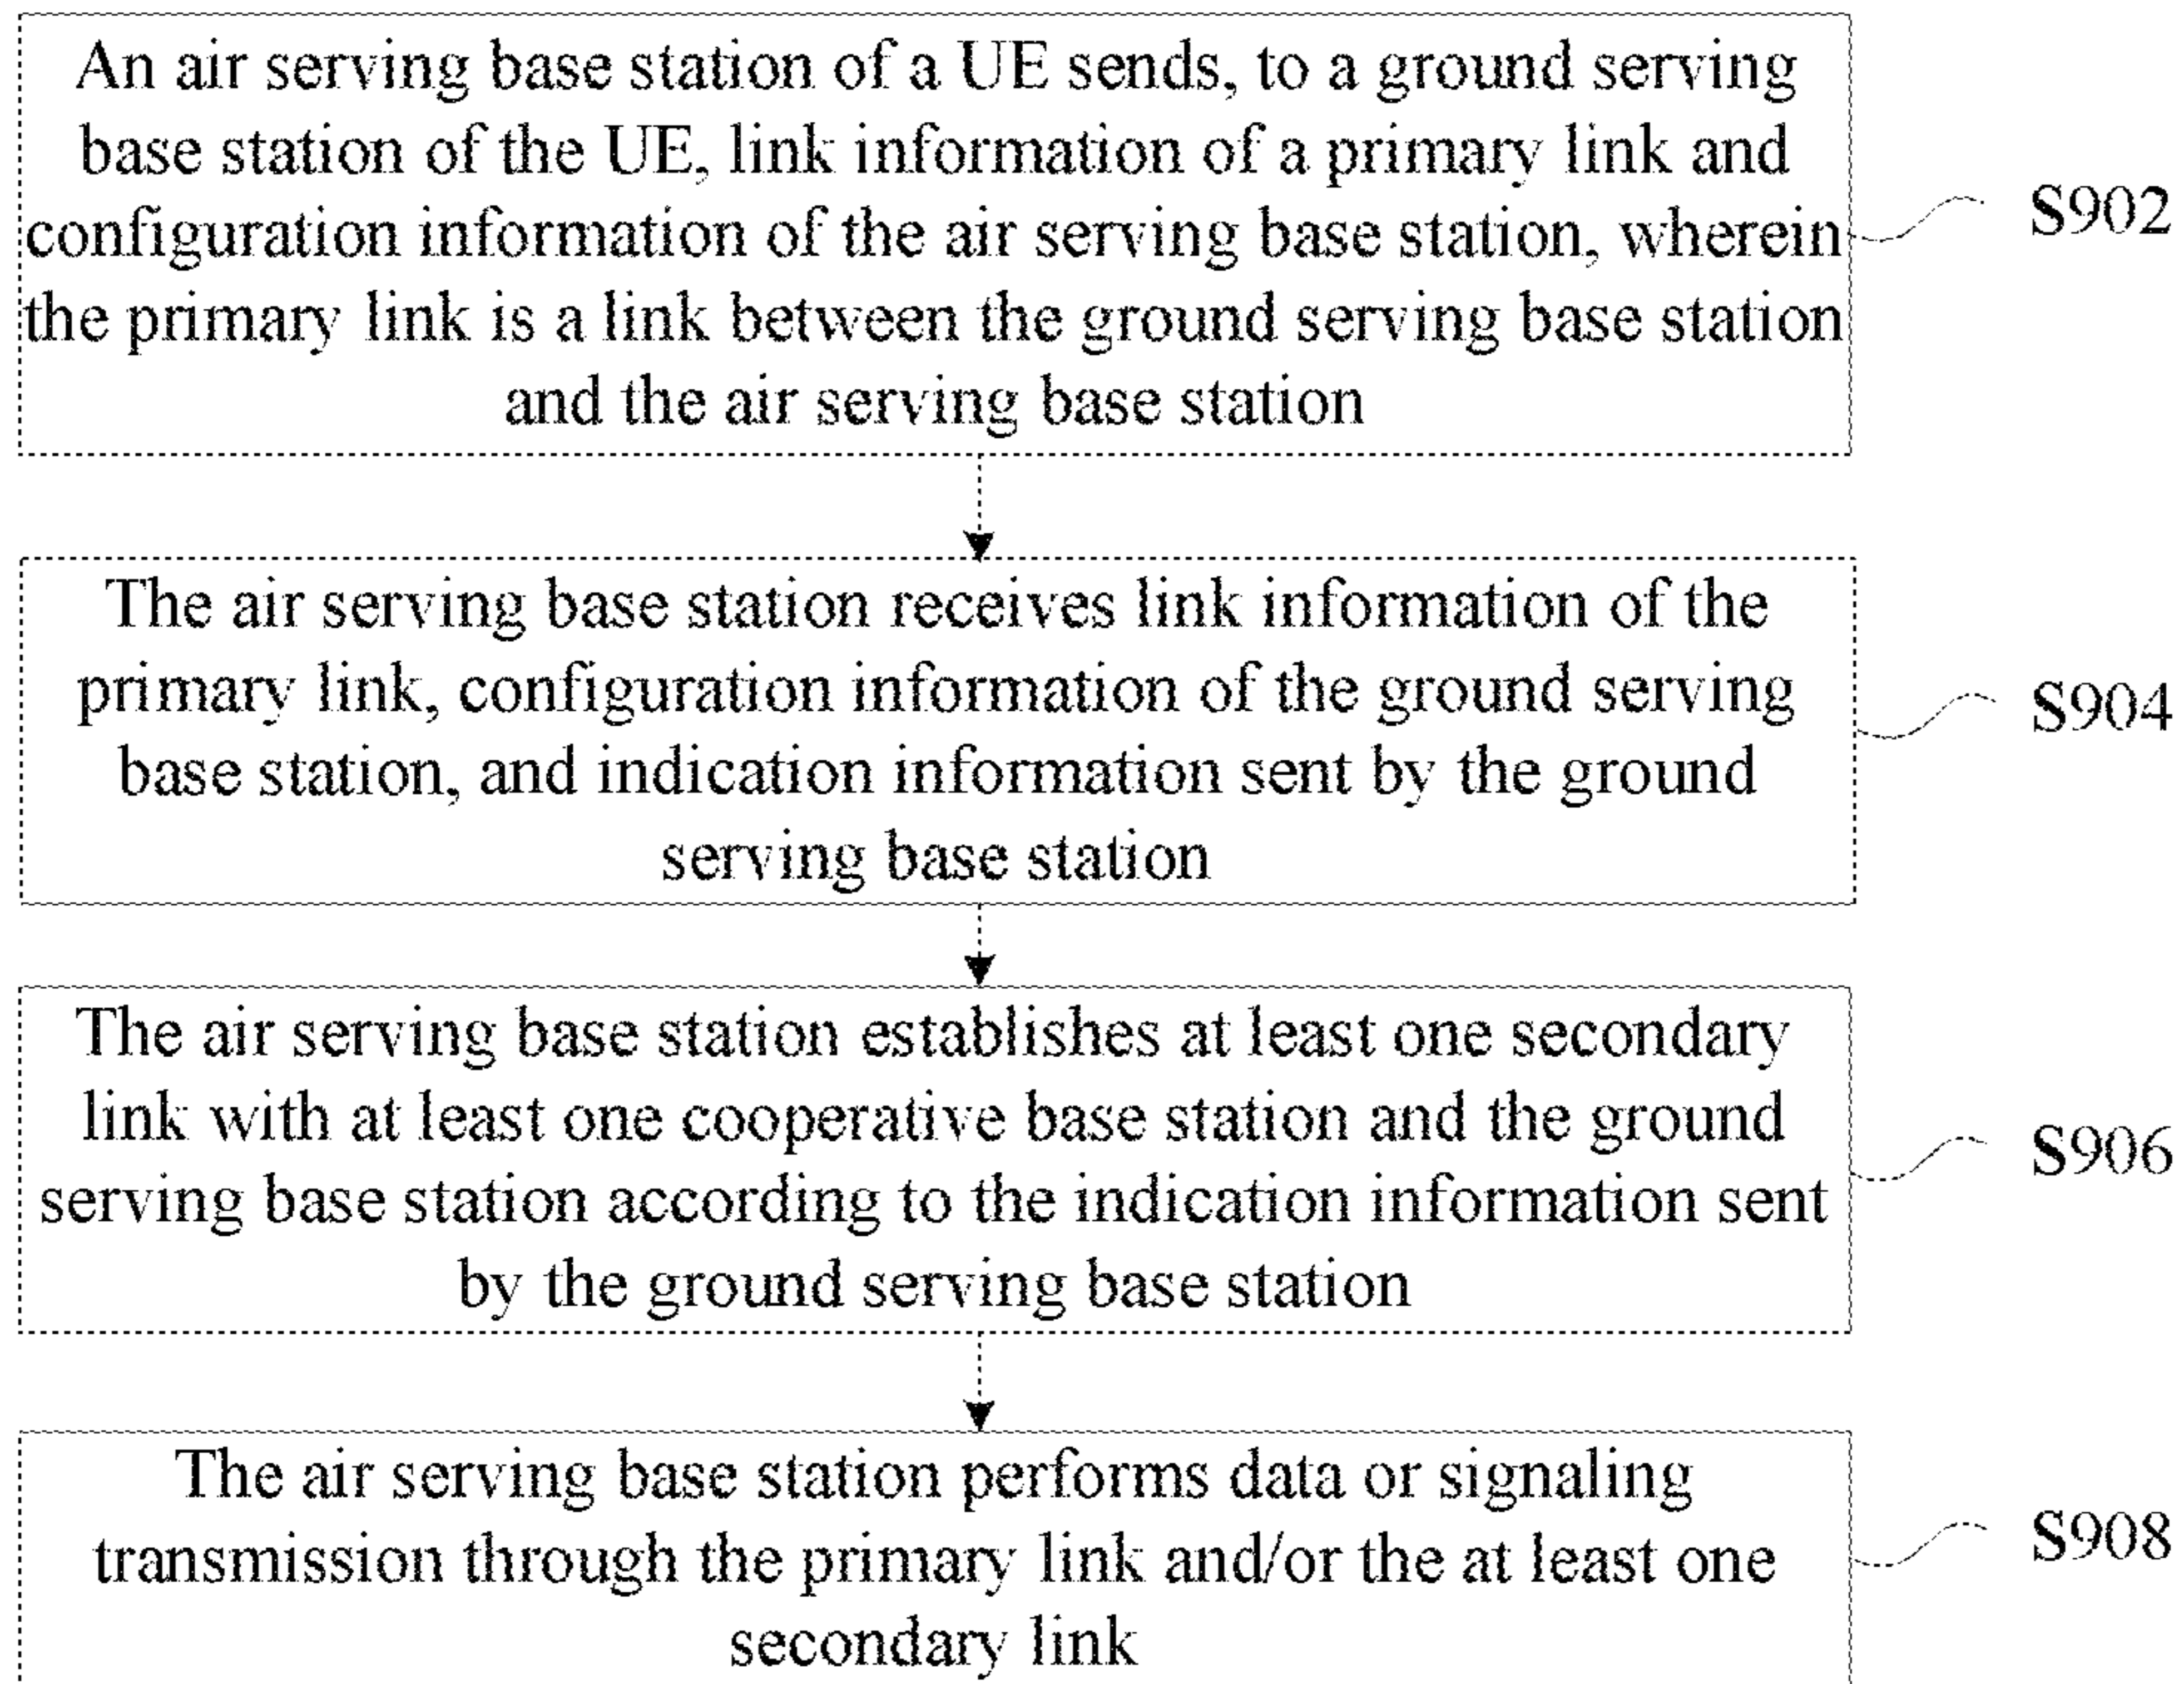 An air serving base station of a UE sends, to a ground serving
base station of the UE, link information of a primary link and
configuration information of the air serving base station, wherein
the primary link is a link between the ground serving base station
and the air serving base station
S902
The air serving base station receives link information of the
primary link, configuration information of the ground serving
base station, and indication information sent by the ground
serving base station
S904
The air serving base station establishes at least one secondary
link with at least one cooperative base station and the ground
serving base station according to the indication information sent
by the ground serving base station
S906
The air serving base station performs data or signaling
transmission through the primary link and/or the at least one
secondary link
S908